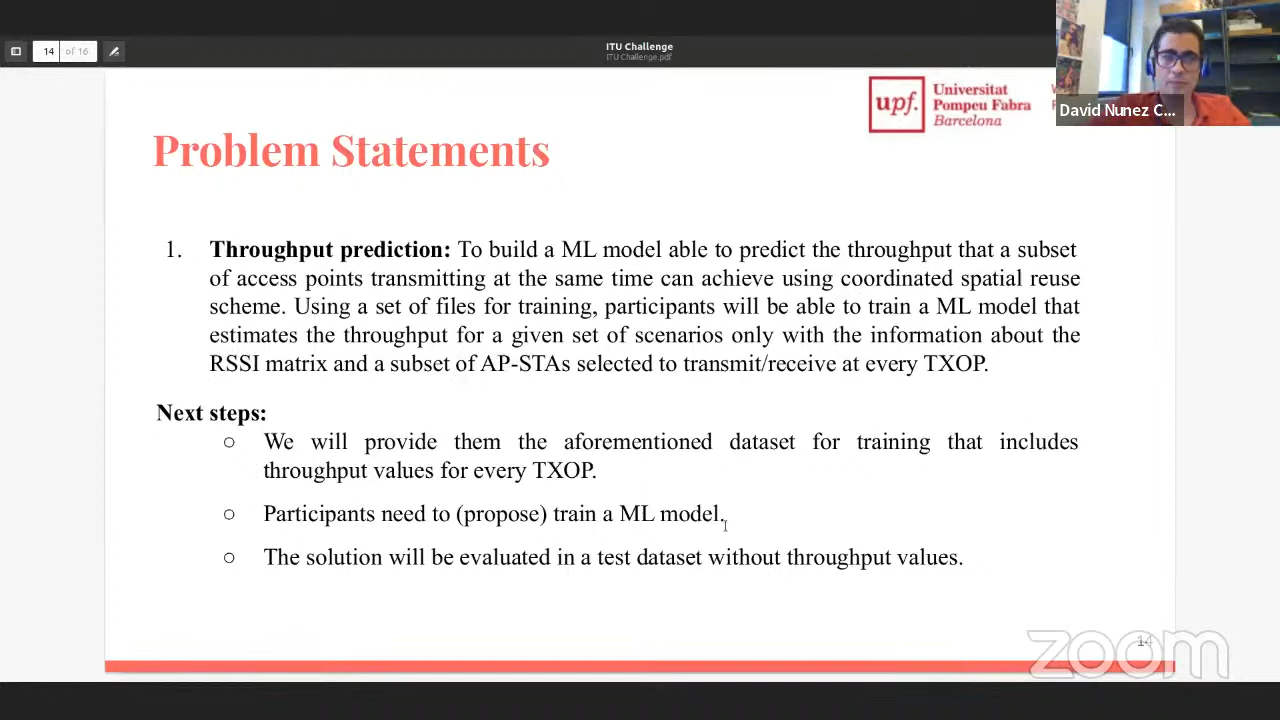 14 of 16
ITU Challenge
ITU Challenge.pdf
David Nunez C...
upf. Universitat
Pompeu Fabra
Barcelona
Problem Statements
1. Throughput prediction: To build a ML model able to predict the throughput that a subset
of access points transmitting at the same time can achieve using coordinated spatial reuse
scheme. Using a set of files for training, participants will be able to train a ML model that
estimates the throughput for a given set of scenarios only with the information about the
RSSI matrix and a subset of AP-STAs selected to transmit/receive at every TXOP.
Next steps:
○ We will provide them the aforementioned dataset for training that includes
throughput values for every TXOP.
○ Participants need to (propose) train a ML model.
○ The solution will be evaluated in a test dataset without throughput values.
14
zoom